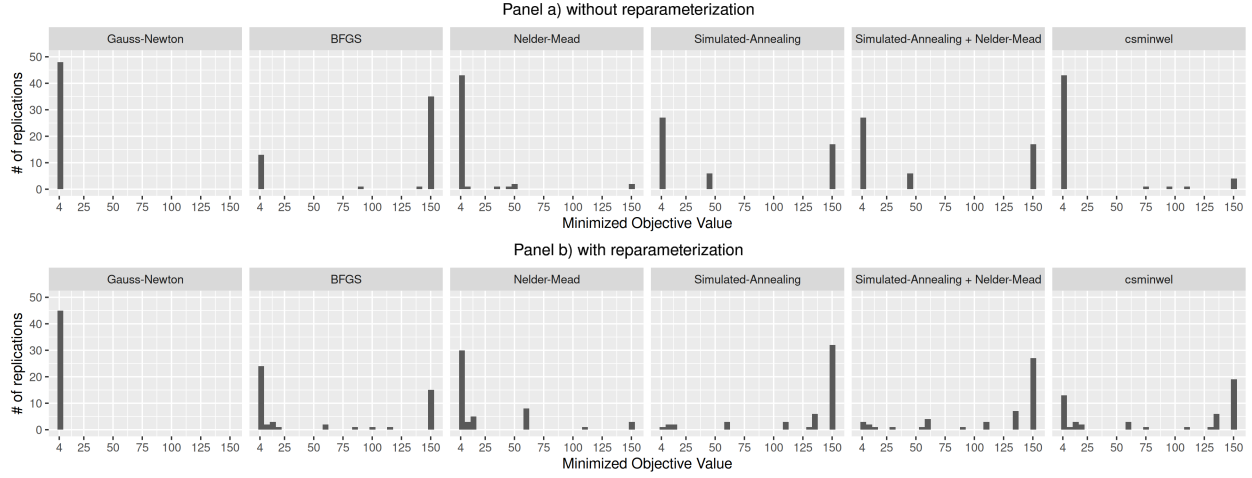 Panel a) without reparameterization
Gauss-Newton BFGS Nelder-Mead Simulated-Annealing Simulated-Annealing + Nelder-Mead csminwel
# of replications
50
40
30
20
10
0
4 25 50 75 100 125 150 4 25 50 75 100 125 150 4 25 50 75 100 125 150 4 25 50 75 100 125 150 4 25 50 75 100 125 150 4 25 50 75 100 125 150
Minimized Objective Value
Panel b) with reparameterization
Gauss-Newton BFGS Nelder-Mead Simulated-Annealing Simulated-Annealing + Nelder-Mead csminwel
# of replications
50
40
30
20
10
0
4 25 50 75 100 125 150 4 25 50 75 100 125 150 4 25 50 75 100 125 150 4 25 50 75 100 125 150 4 25 50 75 100 125 150 4 25 50 75 100 125 150
Minimized Objective Value